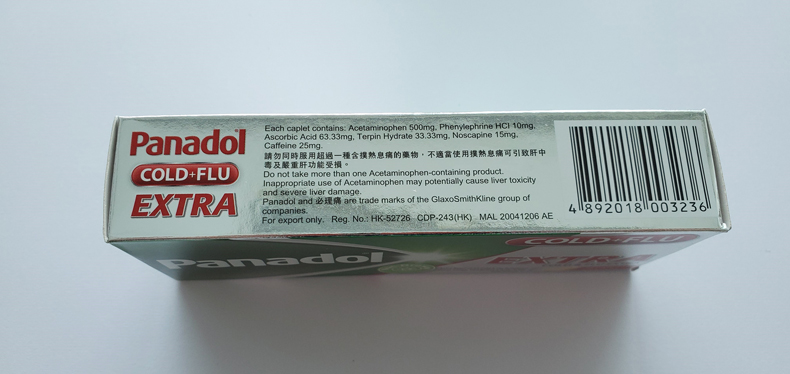 Panadol
COLD+FLU
EXTRA
Each caplet contains: Acetaminophen 500mg, Phenylephrine HCl 10mg,
Ascorbic Acid 63.33mg, Terpin Hydrate 33.33mg, Noscapine 15mg,
Caffeine 25mg.
請勿同時服用超過一種含撲熱息痛的藥物，不適當使用撲熱息痛可引致肝中
毒及嚴重肝功能受損。
Do not take more than one Acetaminophen-containing product.
Inappropriate use of Acetaminophen may potentially cause liver toxicity
and severe liver damage.
Panadol and 必理痛 are trade marks of the GlaxoSmithKline group of
companies.
For export only. Reg. No.: HK-52726 CDP-243(HK) MAL 20041206 AE
4 892018 003236
Panadol
COLD+FLU
EXTRA